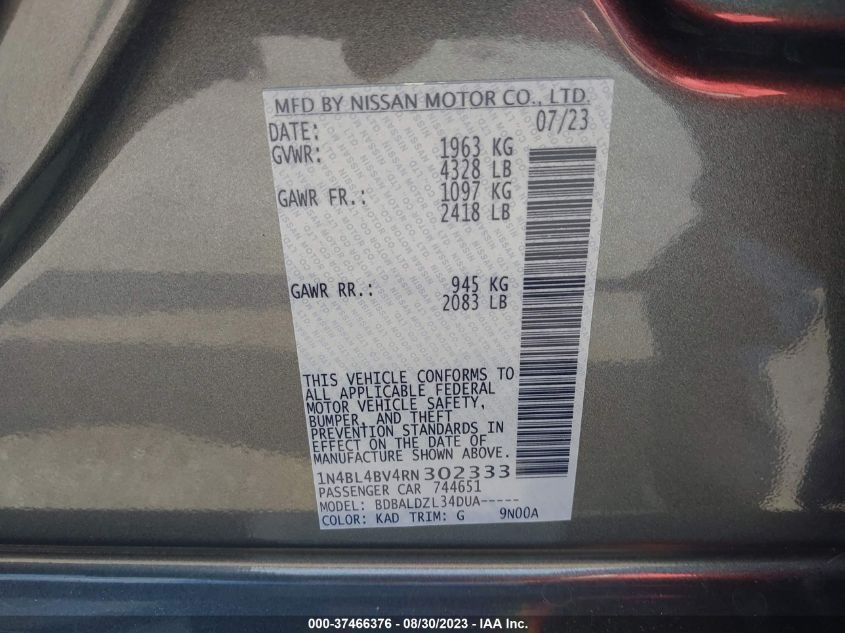 MFD BY NISSAN MOTOR CO., LTD.
DATE: 07/23
GVWR: 1963 KG
4328 LB
GAWR FR.: 1097 KG
2418 LB
GAWR RR.: 945 KG
2083 LB
THIS VEHICLE CONFORMS TO
ALL APPLICABLE FEDERAL
MOTOR VEHICLE SAFETY,
BUMPER, AND THEFT
PREVENTION STANDARDS IN
EFFECT ON THE DATE OF
MANUFACTURE SHOWN ABOVE.
1N4BL4BV4RN302333
PASSENGER CAR 744651
MODEL: BDBALDZL34DUA-----
COLOR: KAD TRIM: G 9N00A
000-37466376 - 08/30/2023 - Copyright © IAA, Inc.